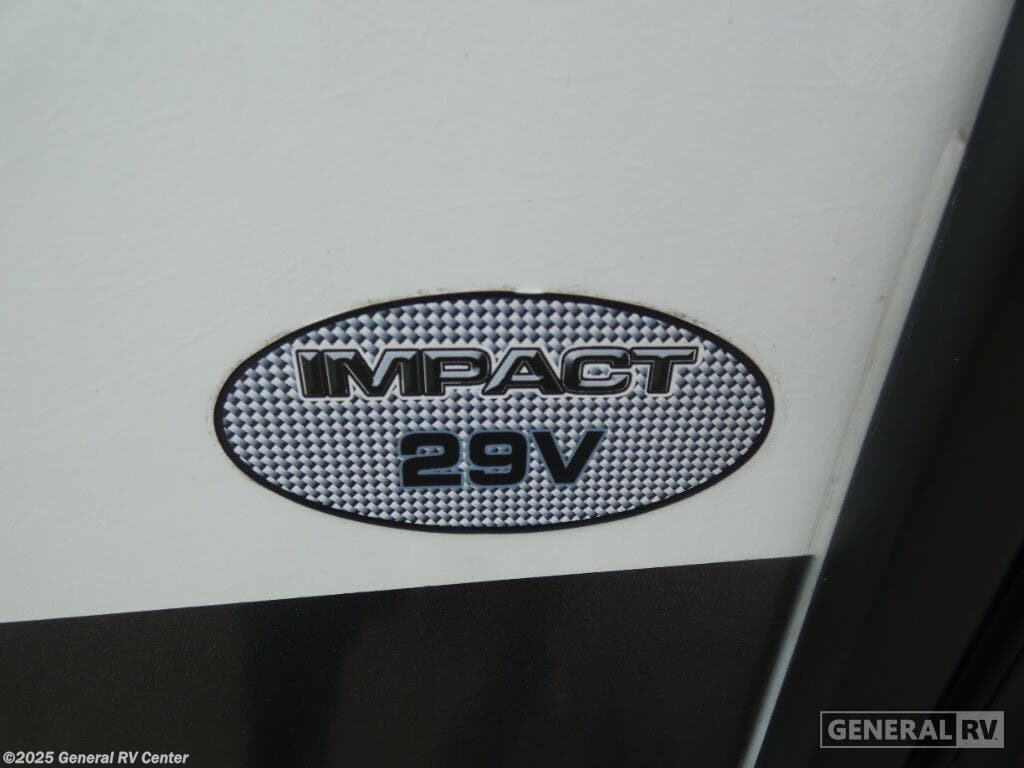 IMPACT
29V
GENERAL RV
©2025 General RV Center